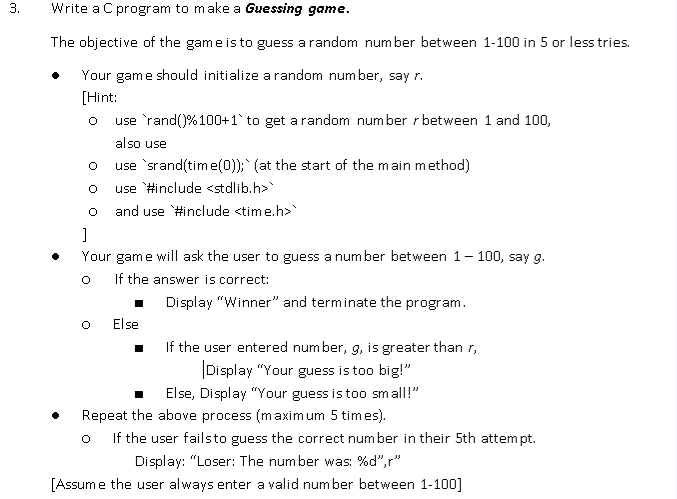 3. Write a C program to make a Guessing game.
The objective of the game is to guess a random number between 1-100 in 5 or less tries.
● Your game should initialize a random number, say r.
[Hint:
o use `rand()%100+1` to get a random number r between 1 and 100,
also use
o use `srand(time(0));` (at the start of the main method)
o use `#include <stdlib.h>`
o and use `#include <time.h>`
]
● Your game will ask the user to guess a number between 1 – 100, say g.
o If the answer is correct:
■ Display “Winner” and terminate the program.
o Else
■ If the user entered number, g, is greater than r,
Display “Your guess is too big!”
■ Else, Display “Your guess is too small!”
● Repeat the above process (maximum 5 times).
o If the user fails to guess the correct number in their 5th attempt.
Display: “Loser: The number was: %d”,r”
[Assume the user always enter a valid number between 1-100]